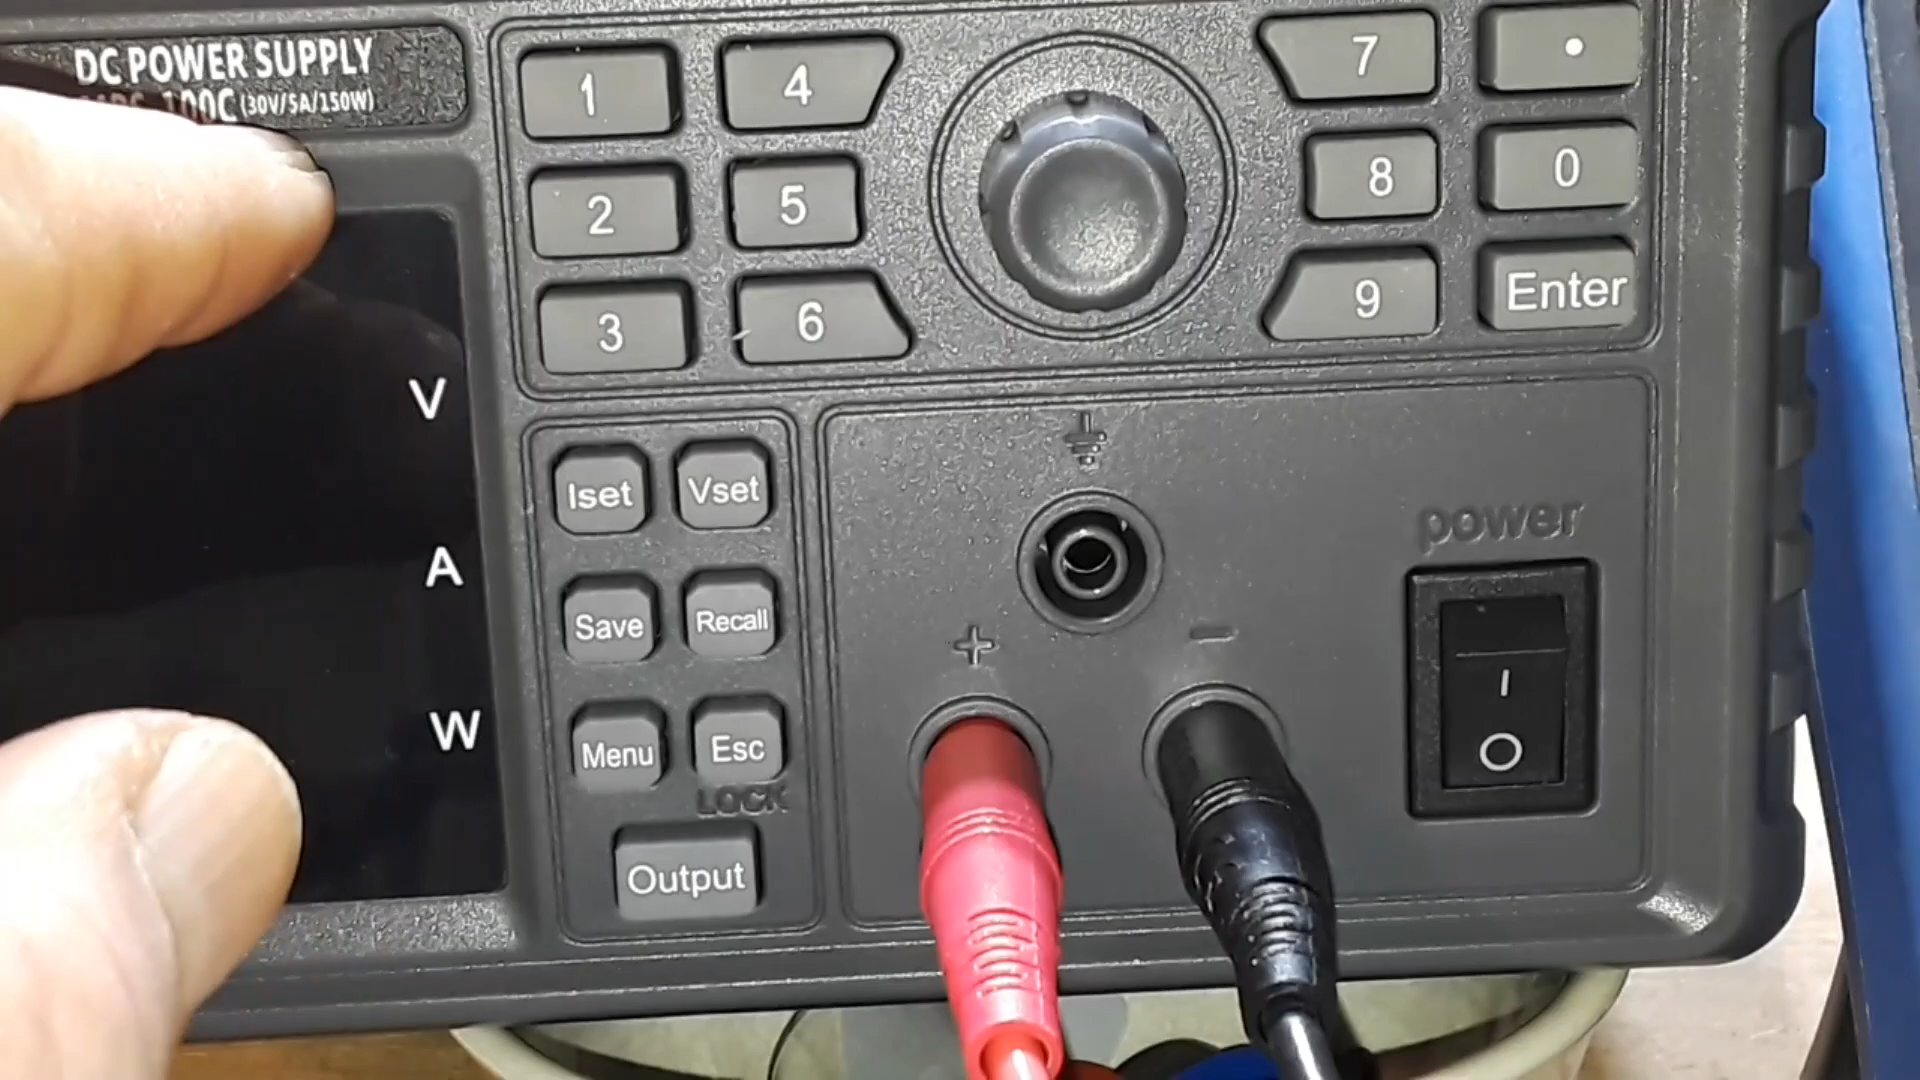 DC POWER SUPPLY
100C (30V/5A/150W)
1
4
7
•
2
5
8
0
3
6
9
Enter
V
A
W
Iset
Vset
Save
Recall
Menu
Esc
LOCK
Output
+
−
power
I
O